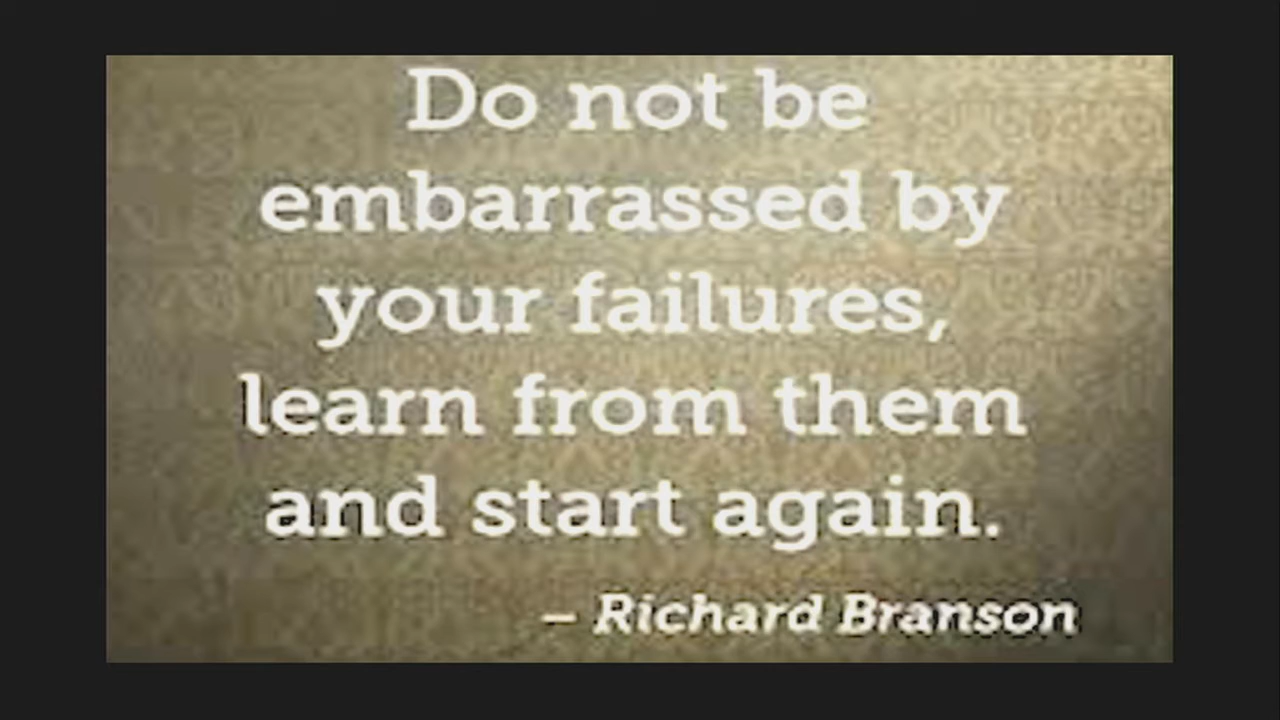 Do not be
embarrassed by
your failures,
learn from them
and start again.
– Richard Branson